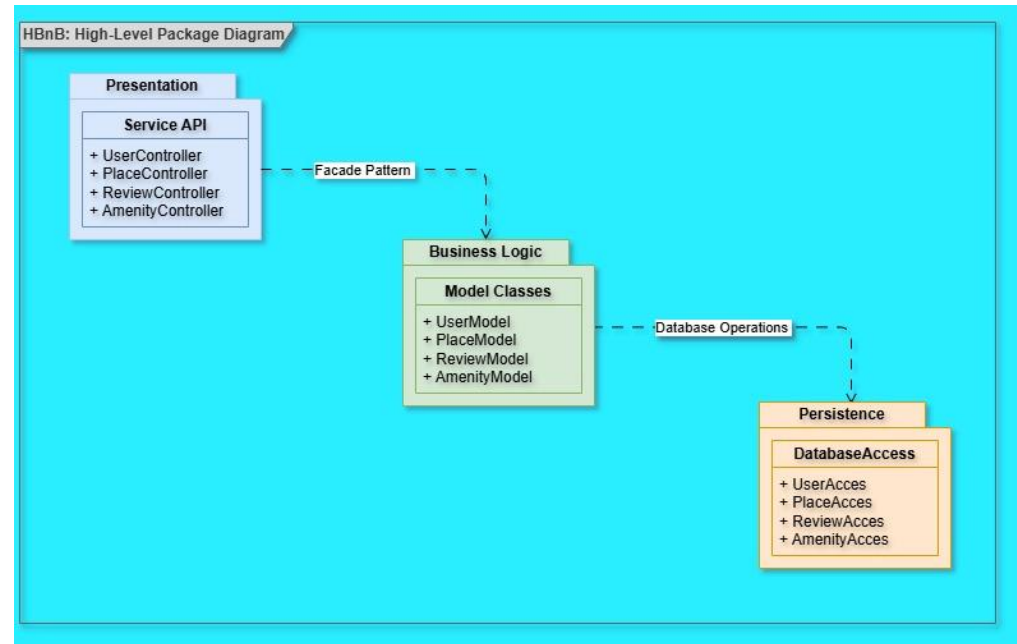 HBnB: High-Level Package Diagram
Presentation
Service API
+ UserController
+ PlaceController
+ ReviewController
+ AmenityController
Facade Pattern
Business Logic
Model Classes
+ UserModel
+ PlaceModel
+ ReviewModel
+ AmenityModel
Database Operations
Persistence
DatabaseAccess
+ UserAcces
+ PlaceAcces
+ ReviewAcces
+ AmenityAcces